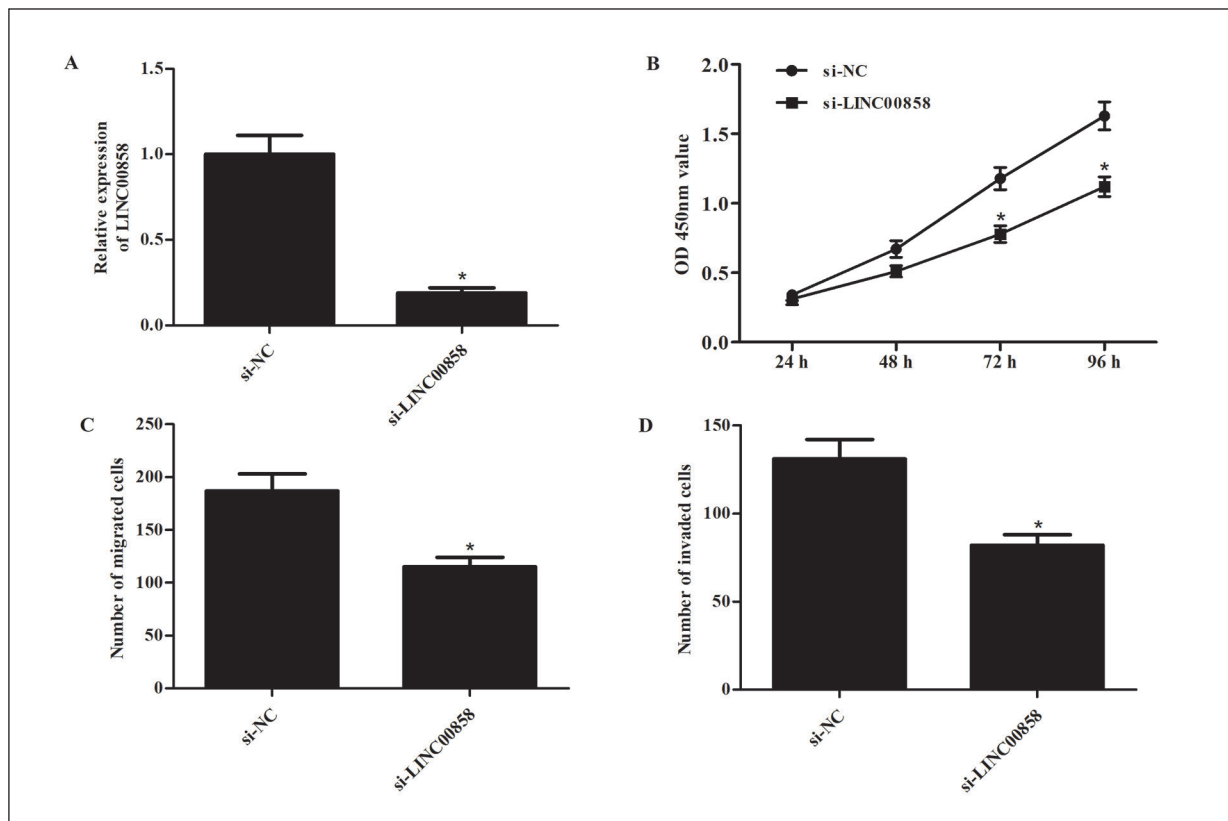 A
Relative expression
of LINC00858
1.5
1.0
0.5
0.0
*
si-NC
si-LINC00858
B
OD 450nm value
2.0
1.5
1.0
0.5
0.0
si-NC
si-LINC00858
*
*
24 h
48 h
72 h
96 h
C
Number of migrated cells
250
200
150
100
50
0
*
si-NC
si-LINC00858
D
Number of invaded cells
150
100
50
0
*
si-NC
si-LINC00858